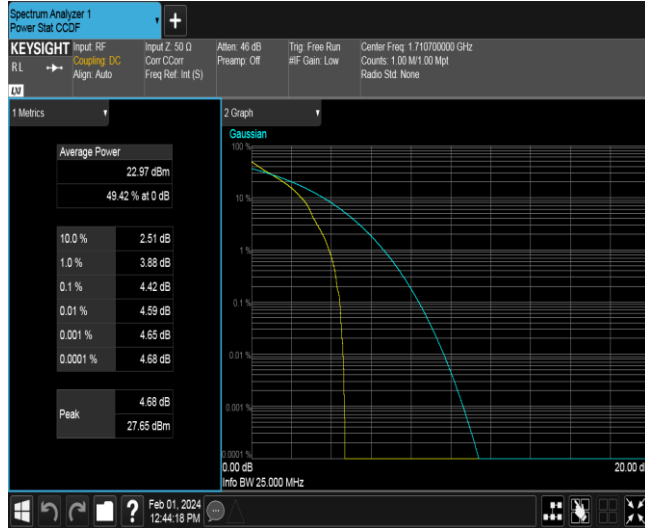 Spectrum Analyzer 1
Power Stat CCDF
KEYSIGHT
RL
LXI
Input: RF
Coupling: DC
Align: Auto
Input Z: 50 Ω
Corr CCorr
Freq Ref: Int (S)
Atten: 46 dB
Preamp: Off
Trig: Free Run
#IF Gain: Low
Center Freq: 1.710700000 GHz
Counts: 1.00 M/1.00 Mpt
Radio Std: None
1 Metrics
Average Power
22.97 dBm
49.42 % at 0 dB
10.0 % 2.51 dB
1.0 % 3.88 dB
0.1 % 4.42 dB
0.01 % 4.59 dB
0.001 % 4.65 dB
0.0001 % 4.68 dB
Peak
4.68 dB
27.65 dBm
2 Graph
Gaussian
100 %
10 %
1 %
0.1 %
0.01 %
0.001 %
0.0001 %
0.00 dB
20.00 d
Info BW 25.000 MHz
?
Feb 01, 2024
12:44:18 PM